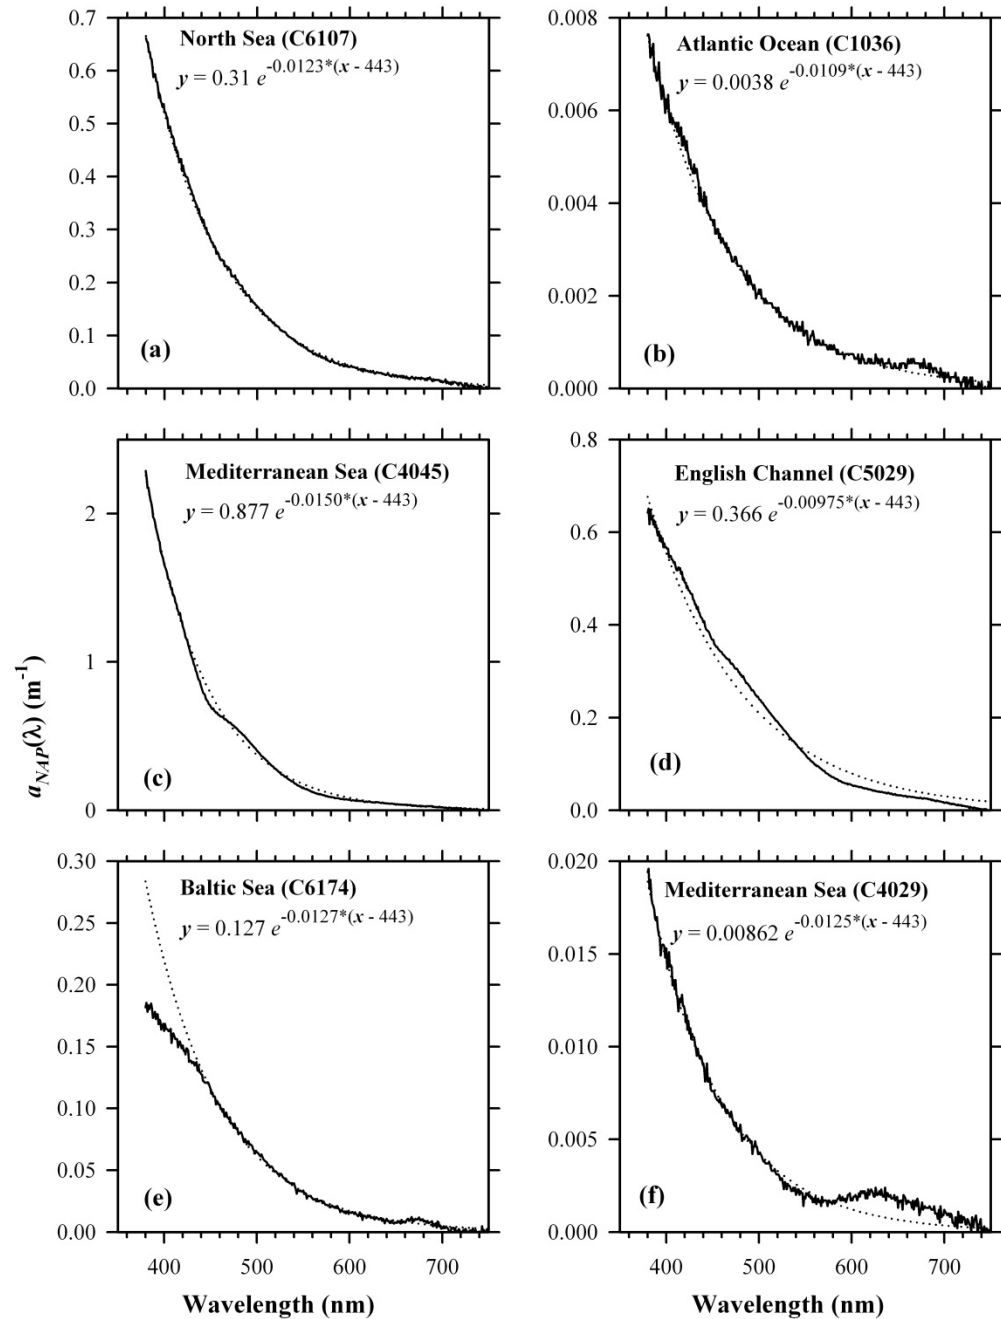 North Sea (C6107)
y = 0.31 e^-0.0123*(x - 443)
0.7
0.6
0.5
0.4
0.3
0.2
0.1
0.0
(a)
Atlantic Ocean (C1036)
y = 0.0038 e^-0.0109*(x - 443)
0.008
0.006
0.004
0.002
0.000
(b)
Mediterranean Sea (C4045)
y = 0.877 e^-0.0150*(x - 443)
2
1
0
(c)
English Channel (C5029)
y = 0.366 e^-0.00975*(x - 443)
0.8
0.6
0.4
0.2
0.0
(d)
a_NAP(λ) (m^-1)
Baltic Sea (C6174)
y = 0.127 e^-0.0127*(x - 443)
0.30
0.25
0.20
0.15
0.10
0.05
0.00
(e)
400 500 600 700
Wavelength (nm)
Mediterranean Sea (C4029)
y = 0.00862 e^-0.0125*(x - 443)
0.020
0.015
0.010
0.005
0.000
(f)
400 500 600 700
Wavelength (nm)